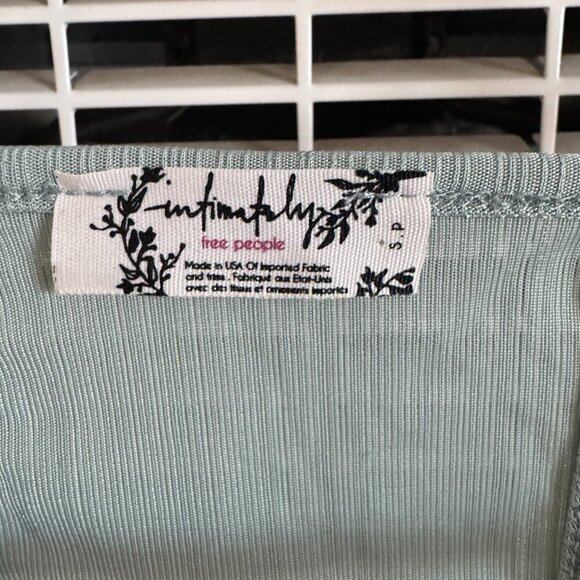 intimately
free people
Made in USA Of Imported Fabric
and trims. Fabriqué aux Etat-Unis
avec des tissus et ornements importés
S.P